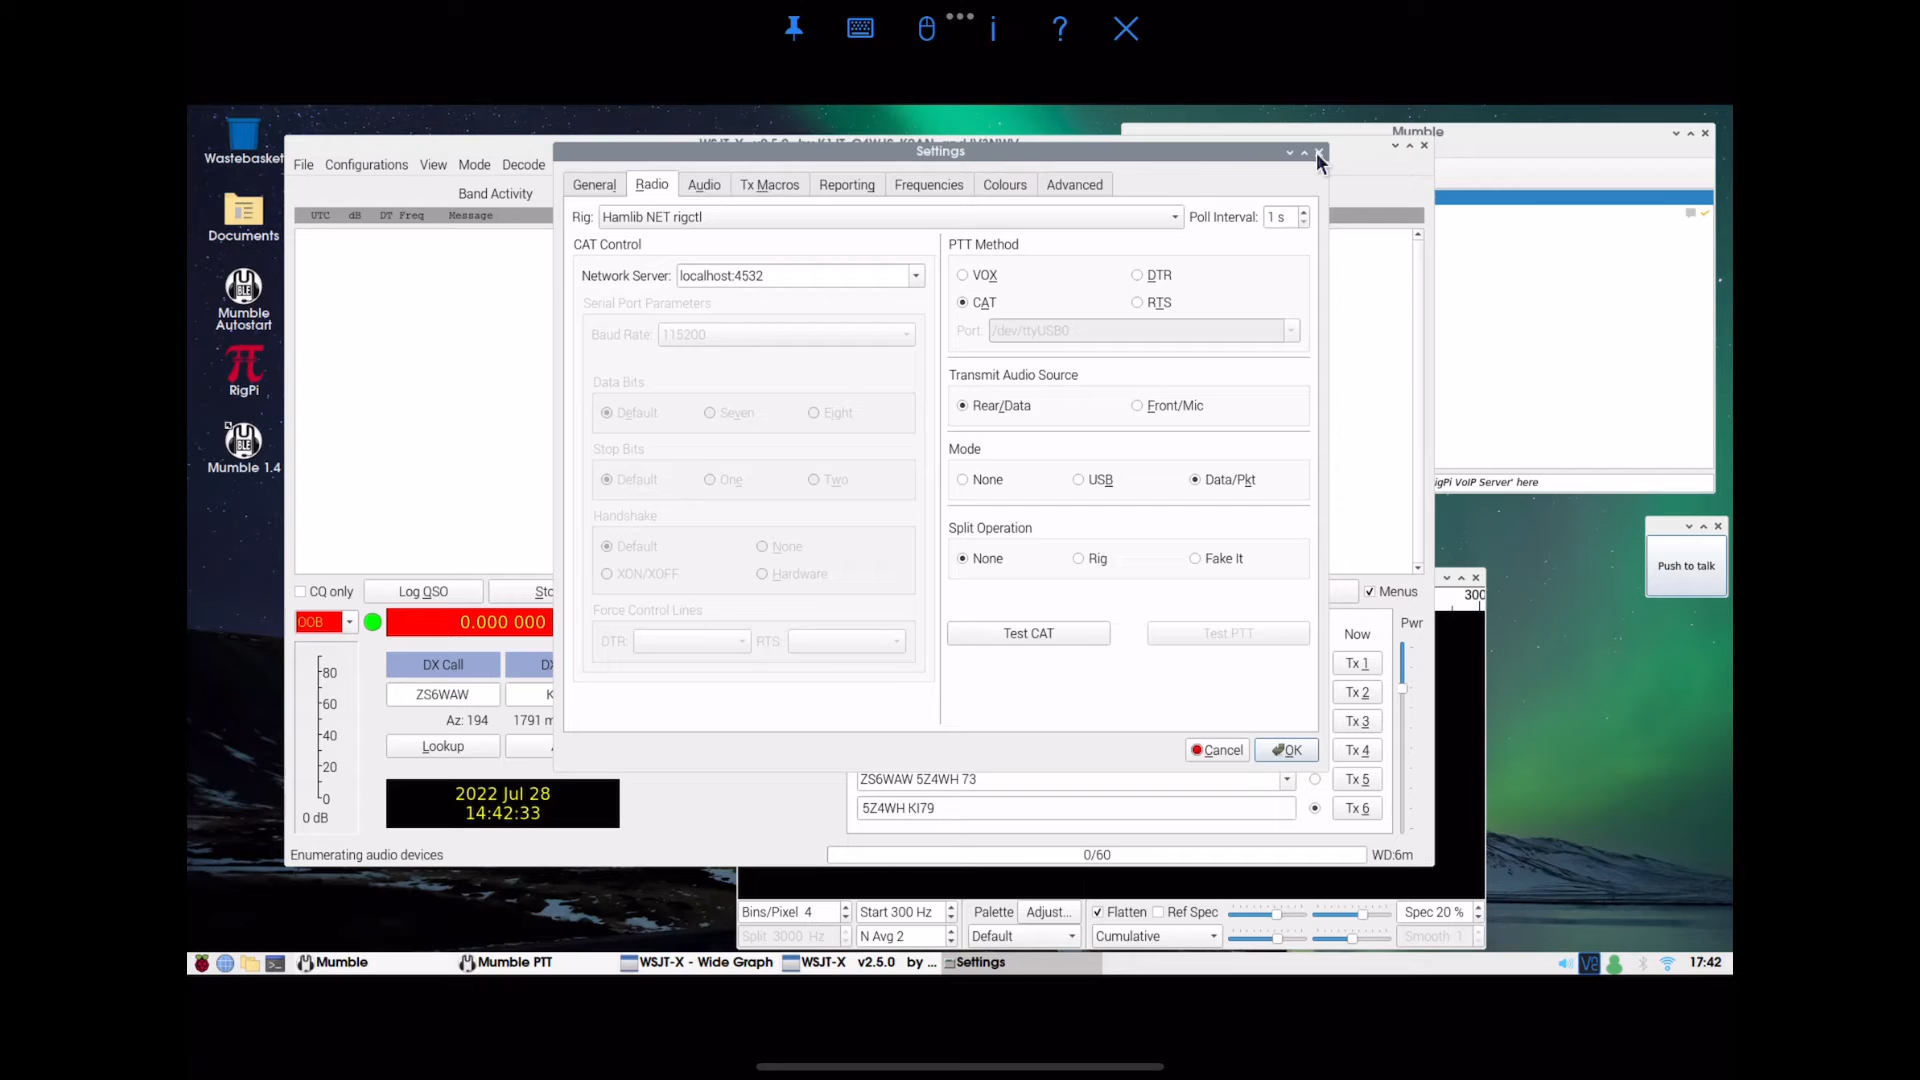 i ?
Wastebasket
Documents
Mumble
Autostart
RigPi
Mumble 1.4
Mumble
Settings
File Configurations View Mode Decode
Band Activity
UTC dB DT Freq Message
General Radio Audio Tx Macros Reporting Frequencies Colours Advanced
Rig: Hamlib NET rigctl Poll Interval: 1 s
CAT Control
Network Server: localhost:4532
Serial Port Parameters
Baud Rate: 115200
Data Bits
Default Seven Eight
Stop Bits
Default One Two
Handshake
Default None
XON/XOFF Hardware
Force Control Lines
DTR: RTS:
PTT Method
VOX DTR
CAT RTS
Port: /dev/ttyUSB0
Transmit Audio Source
Rear/Data Front/Mic
Mode
None USB Data/Pkt
Split Operation
None Rig Fake It
Test CAT Test PTT
Cancel OK
igPi VoIP Server' here
Push to talk
CQ only Log QSO Sto
Menus
300
OOB 0.000 000
Now Pwr
DX Call D
ZS6WAW K
Az: 194 1791 m
Lookup
80
60
40
20
0
0 dB
2022 Jul 28
14:42:33
Tx 1
Tx 2
Tx 3
Tx 4
ZS6WAW 5Z4WH 73 Tx 5
5Z4WH KI79 Tx 6
Enumerating audio devices 0/60 WD:6m
Bins/Pixel 4 Start 300 Hz Palette Adjust... Flatten Ref Spec Spec 20 %
Split 3000 Hz N Avg 2 Default Cumulative Smooth 1
Mumble Mumble PTT WSJT-X - Wide Graph WSJT-X v2.5.0 by ... Settings 17:42